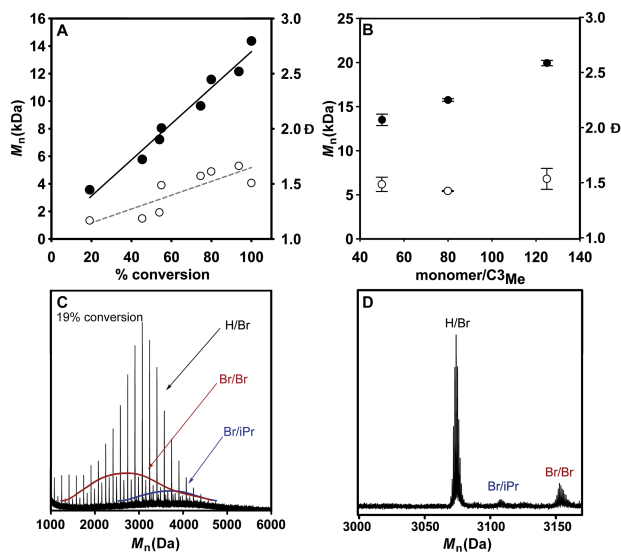 A
Mn(kDa)
16
14
12
10
8
6
4
2
0
3.0
2.5
2.0
1.5
1.0
Đ
0 20 40 60 80 100
% conversion
B
Mn(kDa)
25
20
15
10
5
0
3.0
2.5
2.0
1.5
1.0
Đ
40 60 80 100 120 140
monomer/C3Me
C
19% conversion
H/Br
Br/Br
Br/iPr
1000 2000 3000 4000 5000 6000
Mn(Da)
D
H/Br
Br/iPr
Br/Br
3000 3050 3100 3150
Mn(Da)